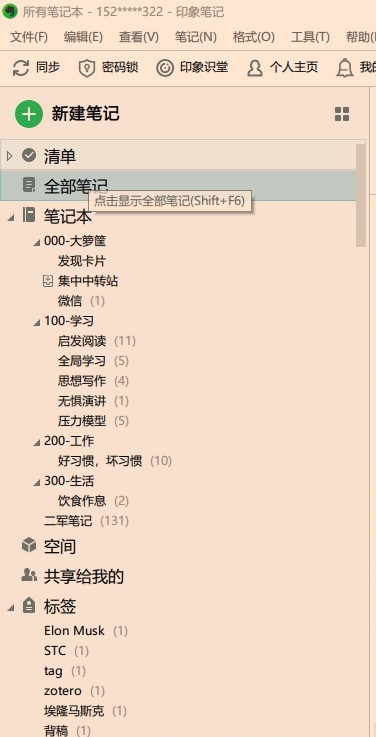 所有笔记本 - 152*****322 - 印象笔记
文件(F) 编辑(E) 查看(V) 笔记(N) 格式(O) 工具(T) 帮助(
同步 密码锁 印象识堂 个人主页 我的
新建笔记
清单
全部笔记
点击显示全部笔记(Shift+F6)
笔记本
000-大箩筐
发现卡片
集中中转站
微信 (1)
100-学习
启发阅读 (11)
全局学习 (5)
思想写作 (4)
无惧演讲 (1)
压力模型 (5)
200-工作
好习惯，坏习惯 (10)
300-生活
饮食作息 (2)
二军笔记 (131)
空间
共享给我的
标签
Elon Musk (1)
STC (1)
tag (1)
zotero (1)
埃隆马斯克 (1)
背稿 (1)